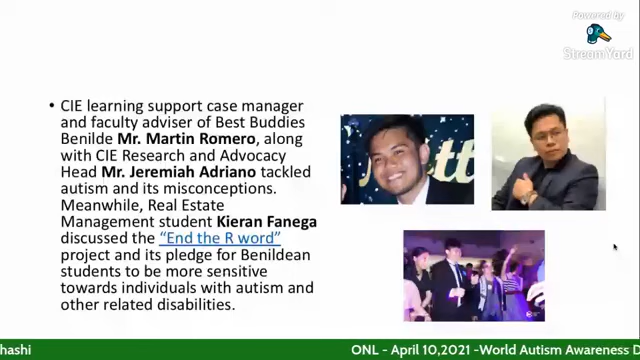 Powered by
StreamYard
• CIE learning support case manager
and faculty adviser of Best Buddies
Benilde Mr. Martin Romero, along
with CIE Research and Advocacy
Head Mr. Jeremiah Adriano tackled
autism and its misconceptions.
Meanwhile, Real Estate
Management student Kieran Fanega
discussed the “End the R word”
project and its pledge for Benildean
students to be more sensitive
towards individuals with autism and
other related disabilities.
hashi ONL - April 10,2021 -World Autism Awareness D